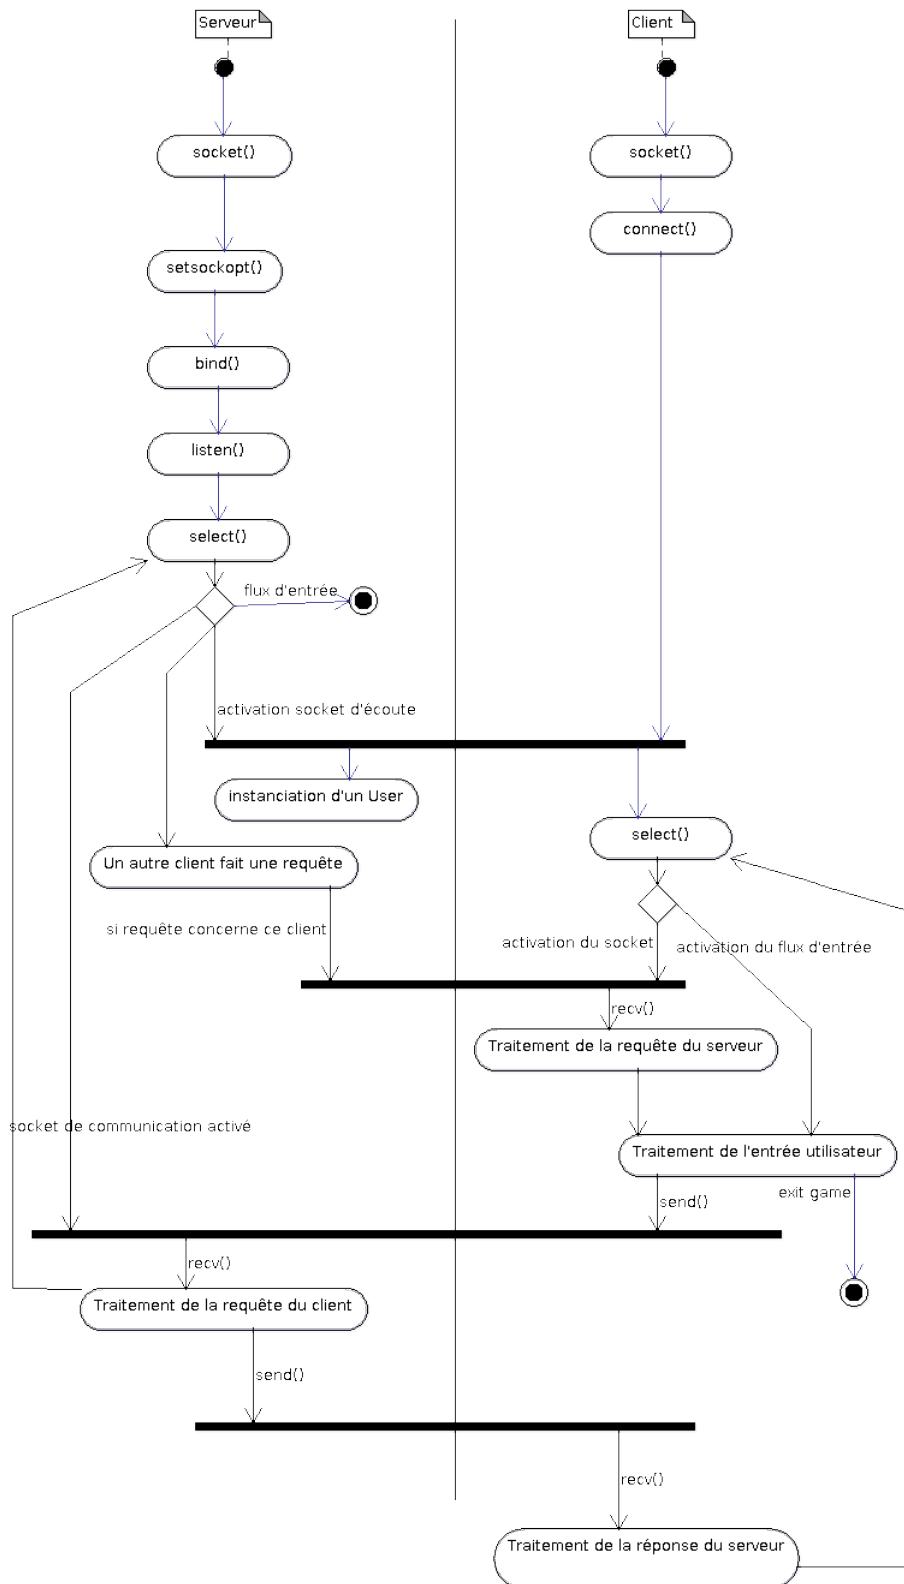 Serveur
Client
socket()
socket()
connect()
setsockopt()
bind()
listen()
select()
flux d'entrée
activation socket d'écoute
instanciation d'un User
select()
Un autre client fait une requête
si requête concerne ce client
activation du socket
activation du flux d'entrée
recv()
Traitement de la requête du serveur
socket de communication activé
Traitement de l'entrée utilisateur
send()
exit game
recv()
Traitement de la requête du client
send()
recv()
Traitement de la réponse du serveur